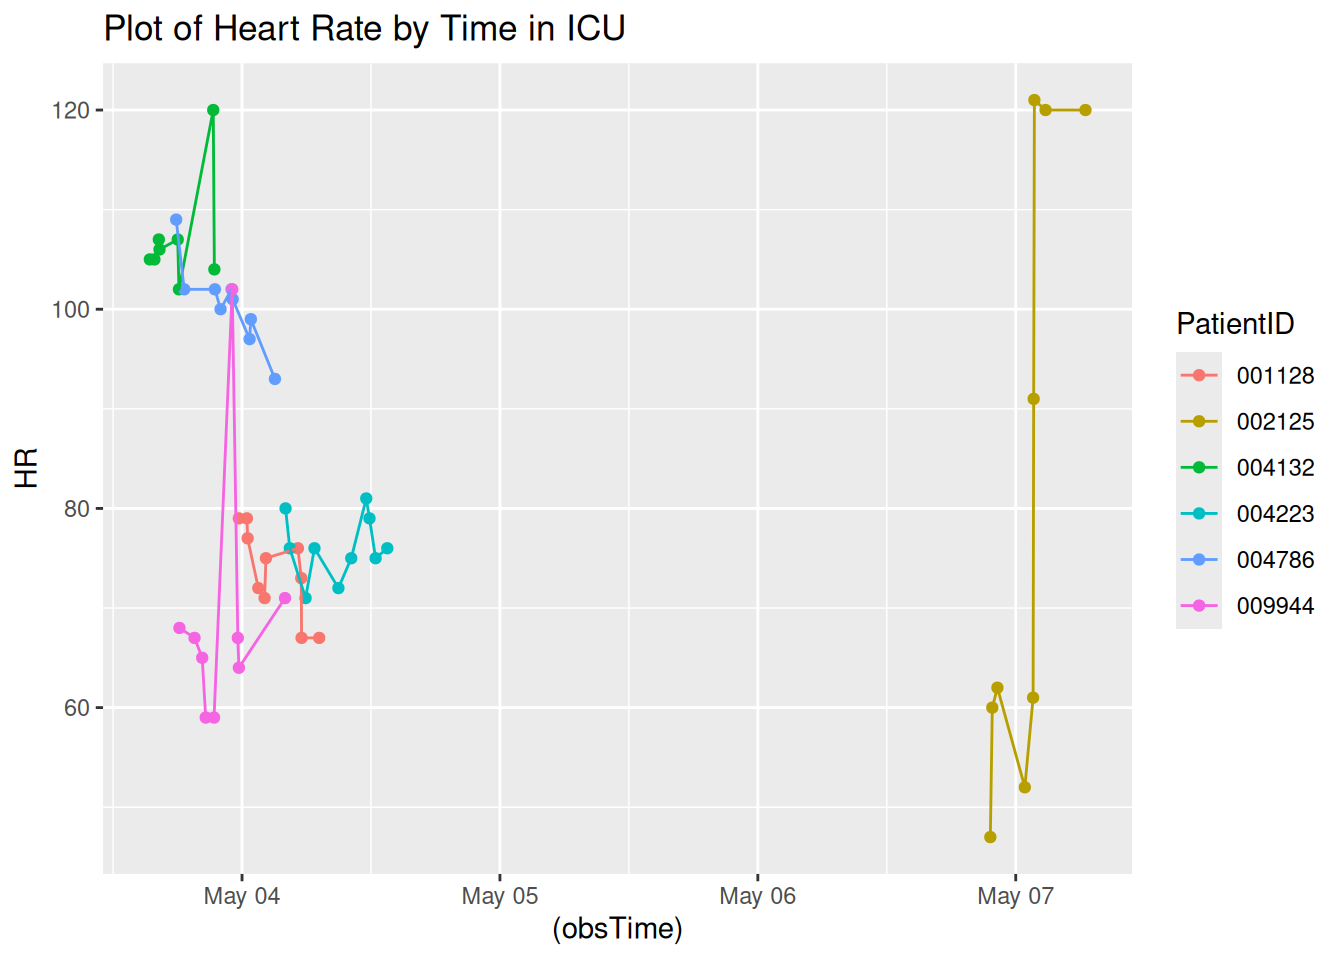 Plot of Heart Rate by Time in ICU
120
100
80
60
HR
May 04
May 05
May 06
May 07
(obsTime)
PatientID
001128
002125
004132
004223
004786
009944